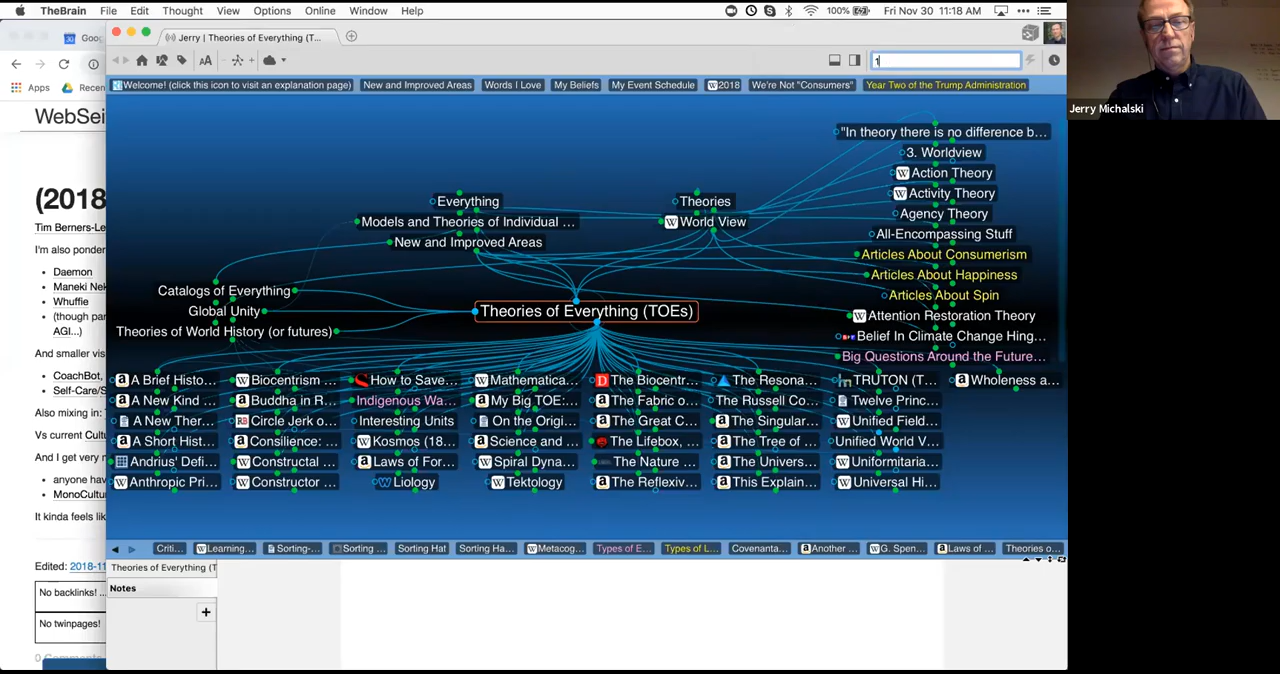 TheBrain File Edit Thought View Options Online Window Help
100% Fri Nov 30 11:18 AM
Goog
Jerry | Theories of Everything (T...
Apps Recen
AA
Welcome! (click this icon to visit an explanation page) New and Improved Areas Words I Love My Beliefs My Event Schedule 2018 We're Not "Consumers" Year Two of the Trump Administration
Jerry Michalski
WebSei
(2018
Tim Berners-Le
I'm also ponder
Daemon
Maneki Nek
Whuffie
(though par
AGI...)
And smaller vis
CoachBot,
Self-Care/S
Also mixing in:
Vs current Cult
And I get very r
anyone hav
MonoCultur
It kinda feels lik
Edited: 2018-11
No backlinks! ...
No twinpages!
0 Comments
"In theory there is no difference b...
3. Worldview
Action Theory
Activity Theory
Agency Theory
All-Encompassing Stuff
Articles About Consumerism
Articles About Happiness
Articles About Spin
Attention Restoration Theory
Belief In Climate Change Hing...
Big Questions Around the Future...
Wholeness a...
Everything
Models and Theories of Individual ...
New and Improved Areas
Theories
World View
Catalogs of Everything
Global Unity
Theories of World History (or futures)
Theories of Everything (TOEs)
A Brief Histo... Biocentrism ... How to Save... Mathematica... The Biocentr... The Resona... TRUTON (T...
A New Kind ... Buddha in R... Indigenous Wa... My Big TOE:... The Fabric o... The Russell Co... Twelve Princ...
A New Ther... Circle Jerk o... Interesting Units On the Origi... The Great C... The Singular... Unified Field...
A Short Hist... Consilience: ... Kosmos (18... Science and ... The Lifebox, ... The Tree of ... Unified World V...
Andrius' Defi... Constructal ... Laws of For... Spiral Dyna... The Nature ... The Univers... Uniformitaria...
Anthropic Pri... Constructor ... Liology Tektology The Reflexiv... This Explain... Universal Hi...
Criti... Learning... Sorting-... Sorting ... Sorting Hat Sorting Ha... Metacog... Types of E... Types of L... Covenanta... Another ... G. Spen... Laws of ... Theories o...
Theories of Everything (T
Notes